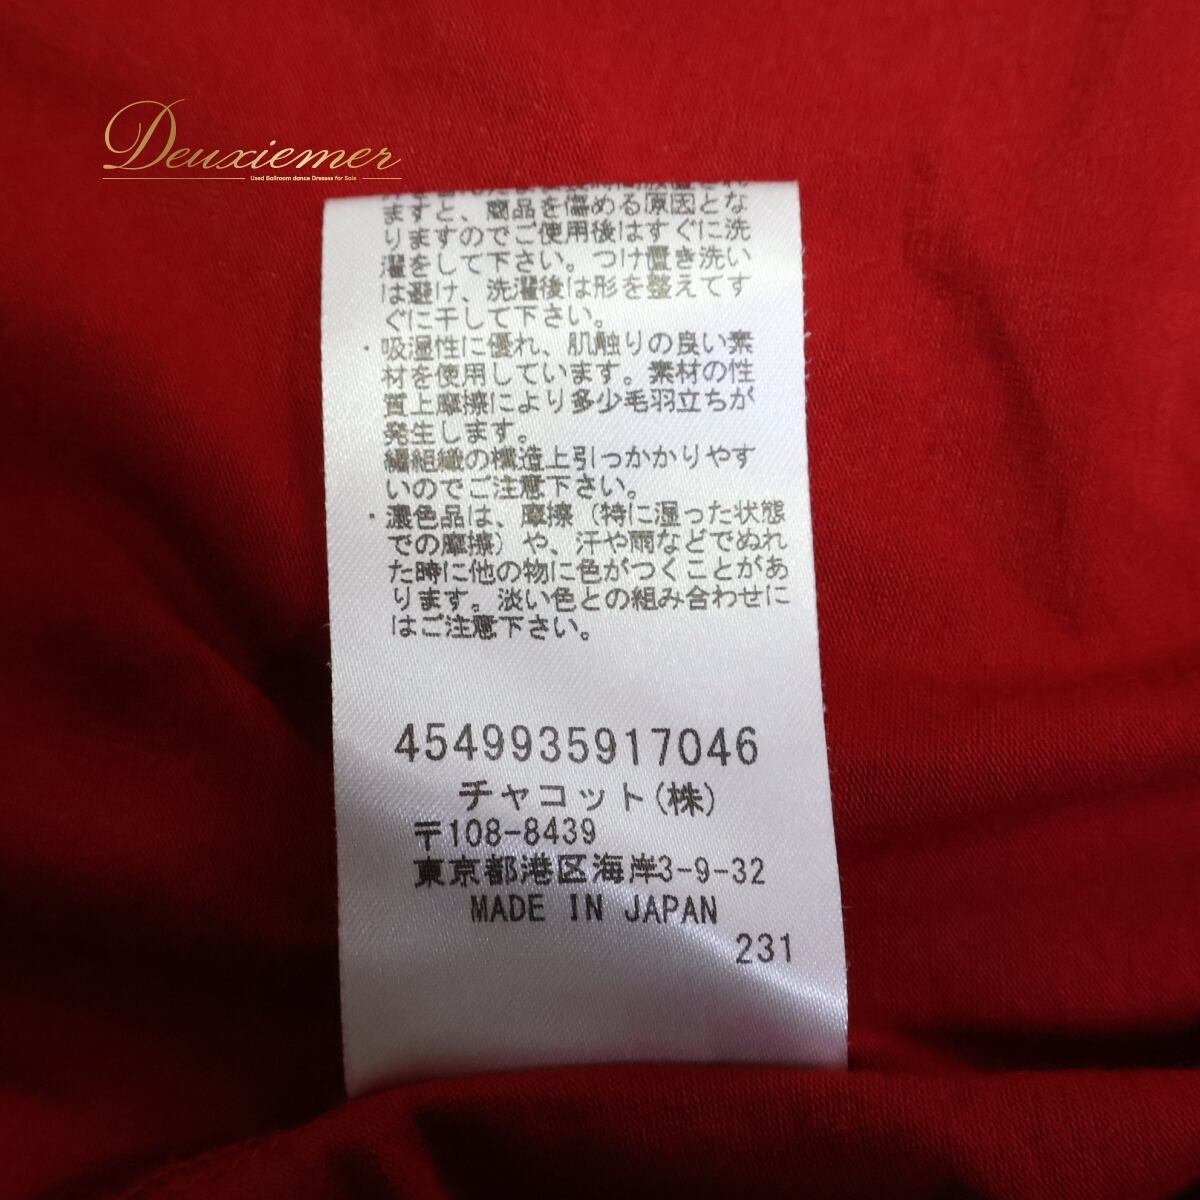 Deuxiemer
Used Ballroom dance Dresses for Sale
ますと、商品を傷める原因とな
りますのでご使用後はすぐに洗
濯をして下さい。つけ置き洗い
は避け、洗濯後は形を整えてす
ぐに干して下さい。
・吸湿性に優れ、肌触りの良い素
材を使用しています。素材の性
質上摩擦により多少毛羽立ちが
発生します。
編組織の構造上引っかかりやす
いのでご注意下さい。
・濃色品は、摩擦（特に湿った状態
での摩擦）や、汗や雨などでぬれ
た時に他の物に色がつくことがあ
ります。淡い色との組み合わせに
はご注意下さい。
4549935917046
チャコット(株)
〒108-8439
東京都港区海岸3-9-32
MADE IN JAPAN
231